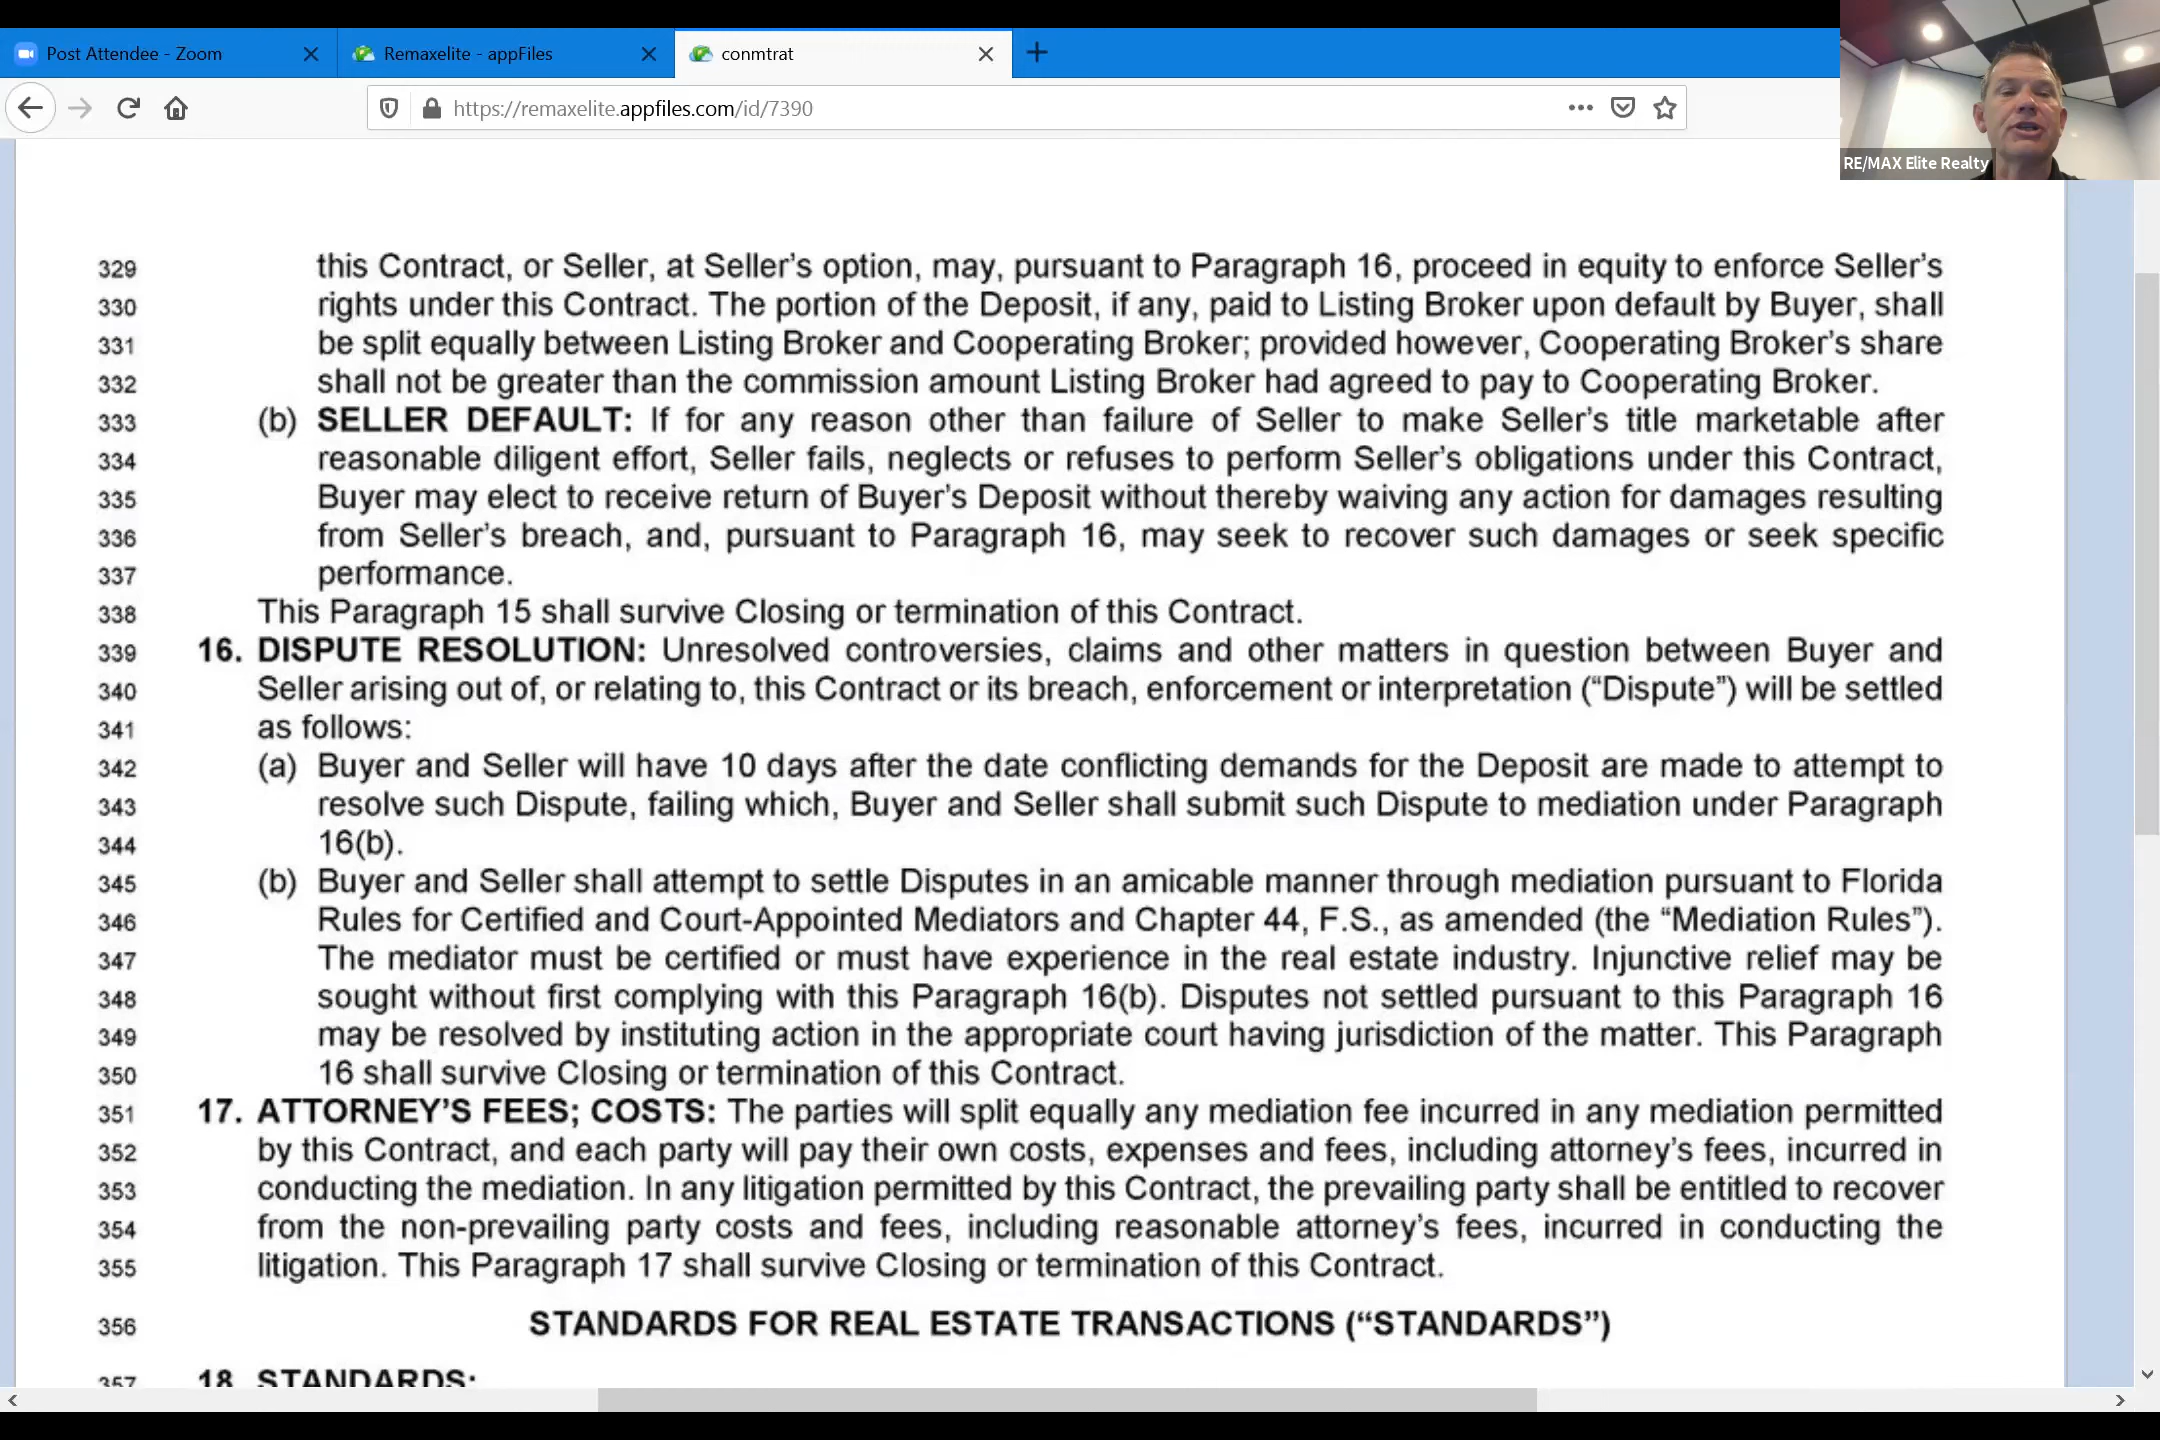 Post Attendee - Zoom
Remaxelite - appFiles
conmtrat
https://remaxelite.appfiles.com/id/7390
RE/MAX Elite Realty
329 this Contract, or Seller, at Seller's option, may, pursuant to Paragraph 16, proceed in equity to enforce Seller's
330 rights under this Contract. The portion of the Deposit, if any, paid to Listing Broker upon default by Buyer, shall
331 be split equally between Listing Broker and Cooperating Broker; provided however, Cooperating Broker's share
332 shall not be greater than the commission amount Listing Broker had agreed to pay to Cooperating Broker.
333 (b) SELLER DEFAULT: If for any reason other than failure of Seller to make Seller's title marketable after
334 reasonable diligent effort, Seller fails, neglects or refuses to perform Seller's obligations under this Contract,
335 Buyer may elect to receive return of Buyer's Deposit without thereby waiving any action for damages resulting
336 from Seller's breach, and, pursuant to Paragraph 16, may seek to recover such damages or seek specific
337 performance.
338 This Paragraph 15 shall survive Closing or termination of this Contract.
339 16. DISPUTE RESOLUTION: Unresolved controversies, claims and other matters in question between Buyer and
340 Seller arising out of, or relating to, this Contract or its breach, enforcement or interpretation (“Dispute”) will be settled
341 as follows:
342 (a) Buyer and Seller will have 10 days after the date conflicting demands for the Deposit are made to attempt to
343 resolve such Dispute, failing which, Buyer and Seller shall submit such Dispute to mediation under Paragraph
344 16(b).
345 (b) Buyer and Seller shall attempt to settle Disputes in an amicable manner through mediation pursuant to Florida
346 Rules for Certified and Court-Appointed Mediators and Chapter 44, F.S., as amended (the “Mediation Rules”).
347 The mediator must be certified or must have experience in the real estate industry. Injunctive relief may be
348 sought without first complying with this Paragraph 16(b). Disputes not settled pursuant to this Paragraph 16
349 may be resolved by instituting action in the appropriate court having jurisdiction of the matter. This Paragraph
350 16 shall survive Closing or termination of this Contract.
351 17. ATTORNEY'S FEES; COSTS: The parties will split equally any mediation fee incurred in any mediation permitted
352 by this Contract, and each party will pay their own costs, expenses and fees, including attorney's fees, incurred in
353 conducting the mediation. In any litigation permitted by this Contract, the prevailing party shall be entitled to recover
354 from the non-prevailing party costs and fees, including reasonable attorney's fees, incurred in conducting the
355 litigation. This Paragraph 17 shall survive Closing or termination of this Contract.
356 STANDARDS FOR REAL ESTATE TRANSACTIONS (“STANDARDS”)
357 18. STANDARDS: